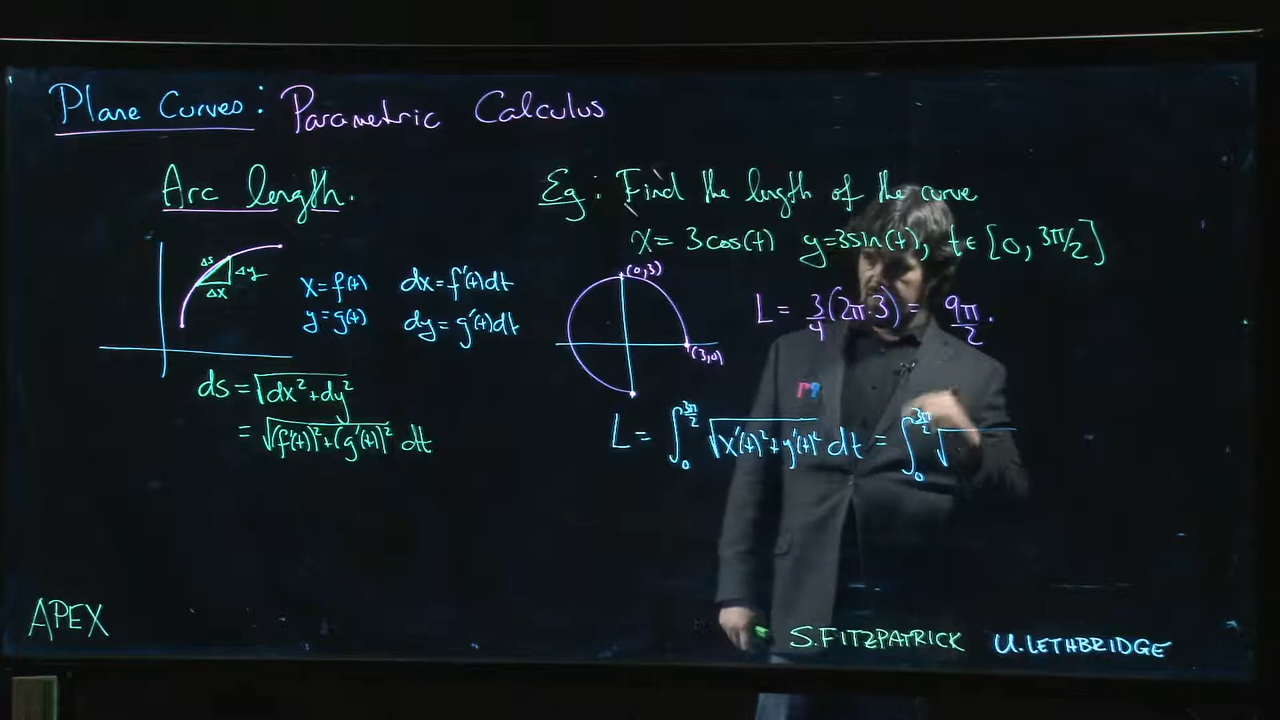 Plane Curves: Parametric Calculus
Arc length.
Δs
Δy
Δx
x = f(t) dx = f'(t)dt
y = g(t) dy = g'(t)dt
ds = √(dx² + dy²)
= √((f'(t))² + (g'(t))²) dt
Eg: Find the length of the curve
x = 3cos(t) y = 3sin(t), t ∈ [0, 3π/2]
(0,3)
(3,0)
L = 3/4 (2π·3) = 9π/2.
L = ∫₀^{3π/2} √(x'(t)² + y'(t)²) dt = ∫₀^{3π/2} √
APEX
S. FITZPATRICK U. LETHBRIDGE